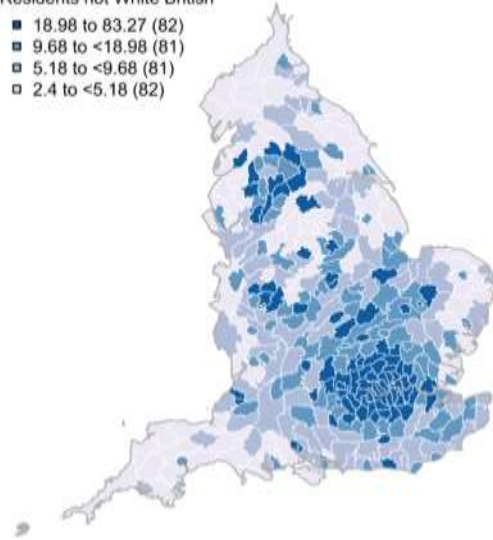 Residents not White British
18.98 to 83.27 (82)
9.68 to <18.98 (81)
5.18 to <9.68 (81)
2.4 to <5.18 (82)